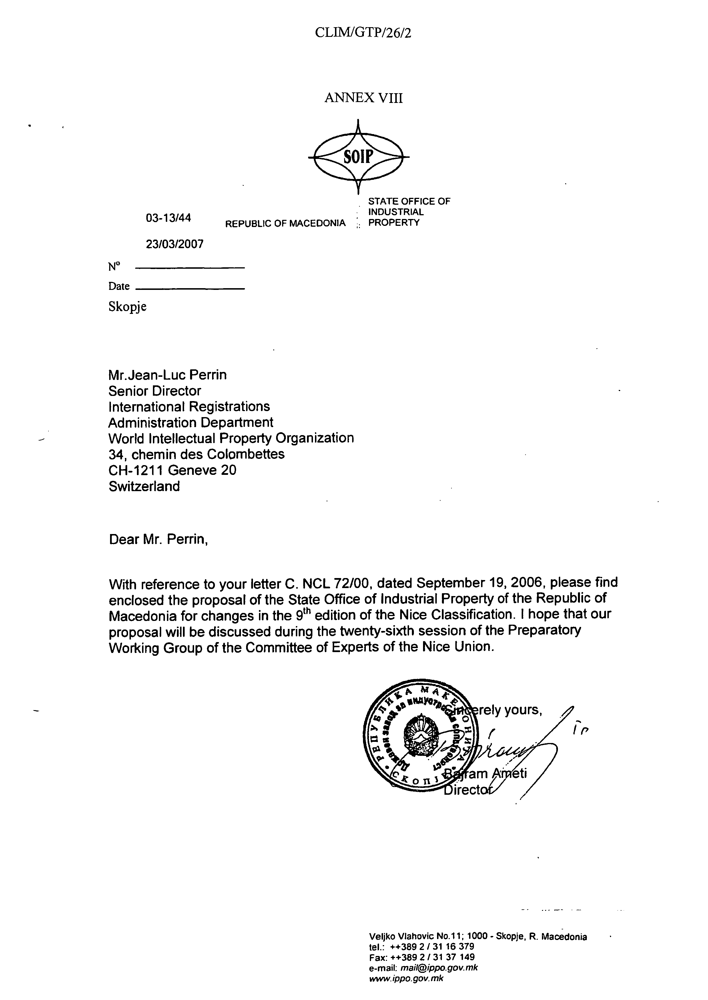 CLIM/GTP/26/2
ANNEX VIII
SOIP
STATE OFFICE OF
INDUSTRIAL
PROPERTY
REPUBLIC OF MACEDONIA
03-13/44
23/03/2007
Nº
Date
Skopje
Mr.Jean-Luc Perrin
Senior Director
International Registrations
Administration Department
World Intellectual Property Organization
34, chemin des Colombettes
CH-1211 Geneve 20
Switzerland
Dear Mr. Perrin,
With reference to your letter C. NCL 72/00, dated September 19, 2006, please find
enclosed the proposal of the State Office of Industrial Property of the Republic of
Macedonia for changes in the 9th edition of the Nice Classification. I hope that our
proposal will be discussed during the twenty-sixth session of the Preparatory
Working Group of the Committee of Experts of the Nice Union.
РЕПУБЛИКА МАКЕДОНИЈА
Државен завод за индустриска сопственост
СКОПЈЕ
Sincerely yours,
Bajram Ameti
Director
Veljko Vlahovic No.11; 1000 - Skopje, R. Macedonia
tel.: ++389 2 / 31 16 379
Fax: ++389 2 / 31 37 149
e-mail: mail@ippo.gov.mk
www.ippo.gov.mk